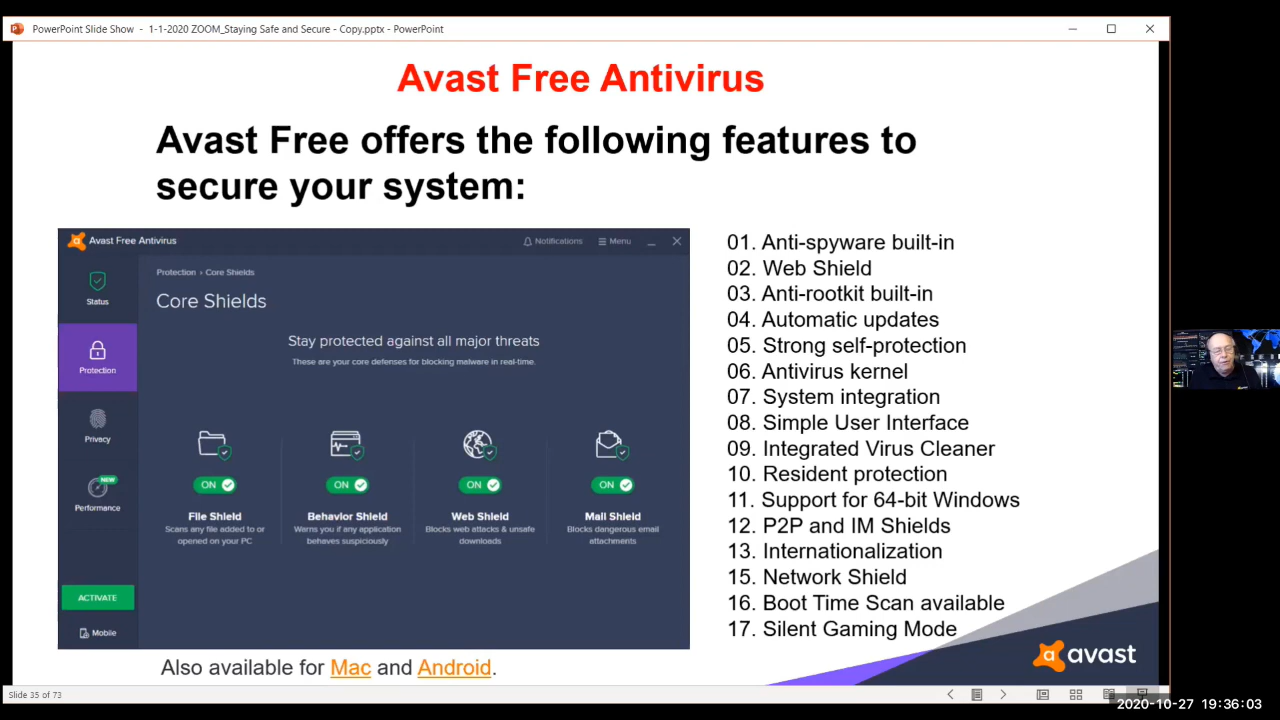 PowerPoint Slide Show - 1-1-2020 ZOOM_Staying Safe and Secure - Copy.pptx - PowerPoint
Avast Free Antivirus
Avast Free offers the following features to
secure your system:
Avast Free Antivirus
Notifications
Menu
Status
Protection
Privacy
NEW
Performance
ACTIVATE
Mobile
Protection › Core Shields
Core Shields
Stay protected against all major threats
These are your core defenses for blocking malware in real-time.
ON
ON
ON
ON
File Shield
Scans any file added to or
opened on your PC
Behavior Shield
Warns you if any application
behaves suspiciously
Web Shield
Blocks web attacks & unsafe
downloads
Mail Shield
Blocks dangerous email
attachments
01. Anti-spyware built-in
02. Web Shield
03. Anti-rootkit built-in
04. Automatic updates
05. Strong self-protection
06. Antivirus kernel
07. System integration
08. Simple User Interface
09. Integrated Virus Cleaner
10. Resident protection
11. Support for 64-bit Windows
12. P2P and IM Shields
13. Internationalization
15. Network Shield
16. Boot Time Scan available
17. Silent Gaming Mode
avast
Also available for Mac and Android.
Slide 35 of 73
2020-10-27 19:36:03